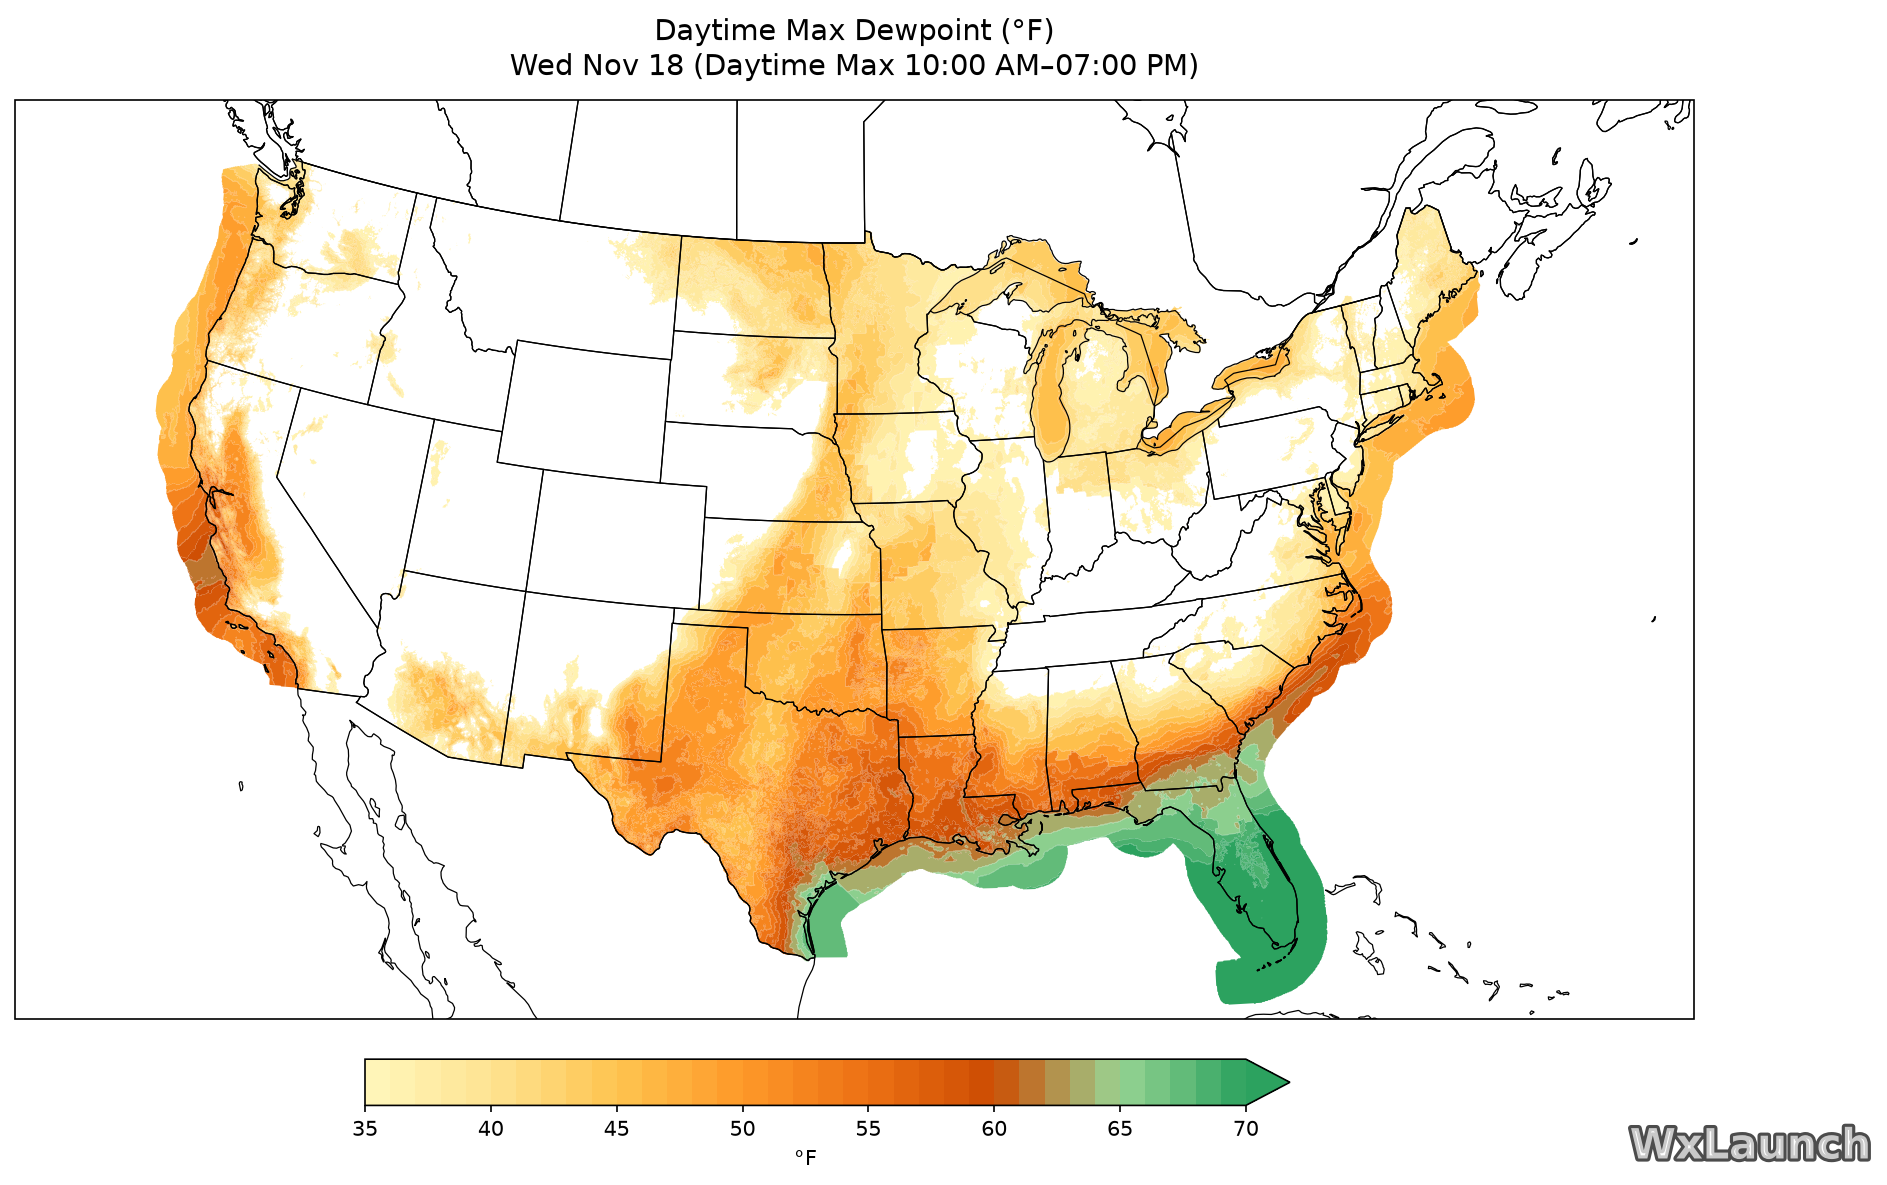 Daytime Max Dewpoint (°F)
Wed Nov 18 (Daytime Max 10:00 AM–07:00 PM)
35 40 45 50 55 60 65 70
°F
WxLaunch